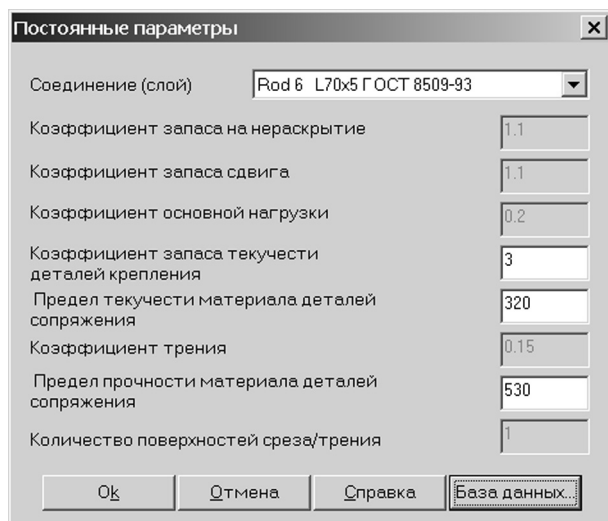 Постоянные параметры
Соединение (слой) Rod 6 L70x5 ГОСТ 8509-93
Коэффициент запаса на нераскрытие 1.1
Коэффициент запаса сдвига 1.1
Коэффициент основной нагрузки 0.2
Коэффициент запаса текучести
деталей крепления 3
Предел текучести материала деталей
сопряжения 320
Коэффициент трения 0.15
Предел прочности материала деталей
сопряжения 530
Количество поверхностей среза/трения 1
Ok Отмена Справка База данных...